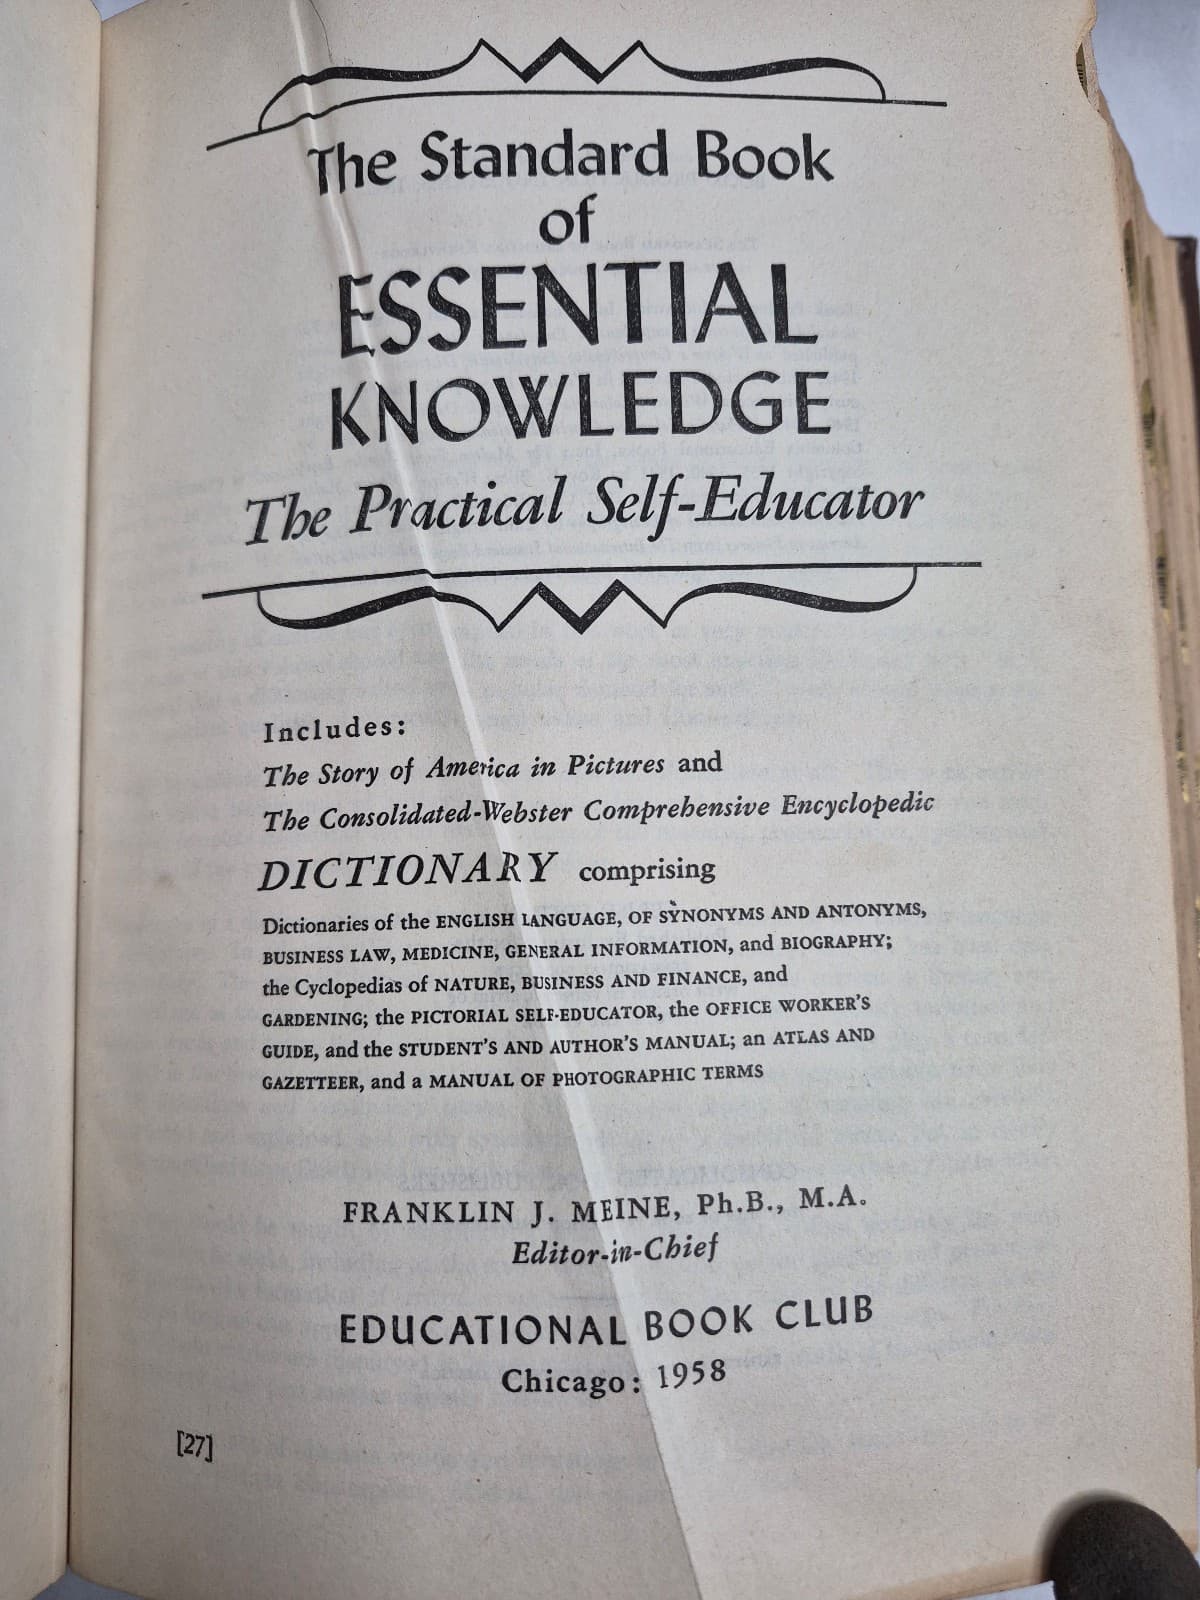 The Standard Book
of
ESSENTIAL
KNOWLEDGE
The Practical Self-Educator
Includes:
The Story of America in Pictures and
The Consolidated-Webster Comprehensive Encyclopedic
DICTIONARY comprising
Dictionaries of the ENGLISH LANGUAGE, OF SYNONYMS AND ANTONYMS,
BUSINESS LAW, MEDICINE, GENERAL INFORMATION, and BIOGRAPHY;
the Cyclopedias of NATURE, BUSINESS AND FINANCE, and
GARDENING; the PICTORIAL SELF-EDUCATOR, the OFFICE WORKER'S
GUIDE, and the STUDENT'S AND AUTHOR'S MANUAL; an ATLAS AND
GAZETTEER, and a MANUAL OF PHOTOGRAPHIC TERMS
FRANKLIN J. MEINE, Ph.B., M.A.
Editor-in-Chief
EDUCATIONAL BOOK CLUB
Chicago: 1958
[27]